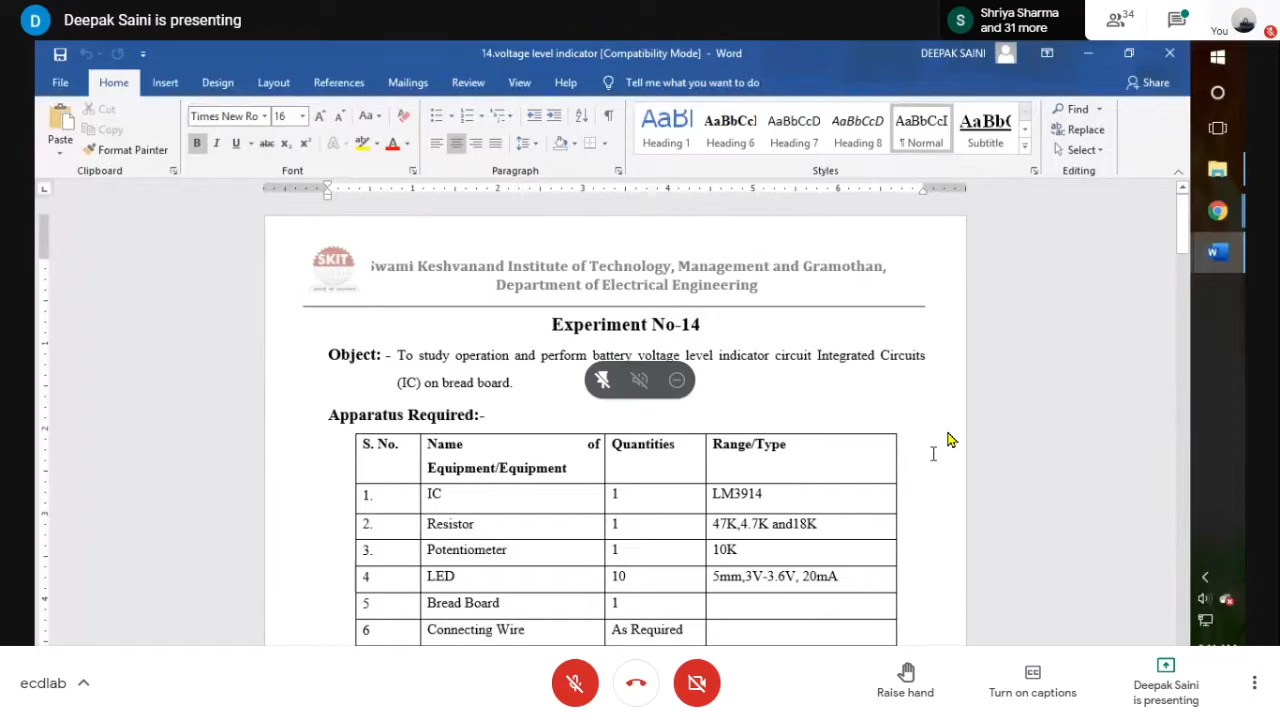 D Deepak Saini is presenting
S Shriya Sharma and 31 more
34
You
14.voltage level indicator [Compatibility Mode] - Word
DEEPAK SAINI
File Home Insert Design Layout References Mailings Review View Help Tell me what you want to do Share
Paste
Cut
Copy
Format Painter
Times New Ro 16
AaBl Heading 1
AaBbCcl Heading 6
AaBbCcD Heading 7
AaBbCcD Heading 8
AaBbCcI ¶ Normal
AaBbC Subtitle
Find
Replace
Select
Clipboard Font Paragraph Styles Editing
1 2 3 4 5 6
SKIT
Swami Keshvanand Institute of Technology, Management and Gramothan,
Department of Electrical Engineering
Experiment No-14
Object: - To study operation and perform battery voltage level indicator circuit Integrated Circuits
(IC) on bread board.
Apparatus Required:-
S. No. Name of Equipment/Equipment Quantities Range/Type
1. IC 1 LM3914
2. Resistor 1 47K,4.7K and18K
3. Potentiometer 1 10K
4 LED 10 5mm,3V-3.6V, 20mA
5 Bread Board 1
6 Connecting Wire As Required
ecdlab
Raise hand
Turn on captions
Deepak Saini is presenting